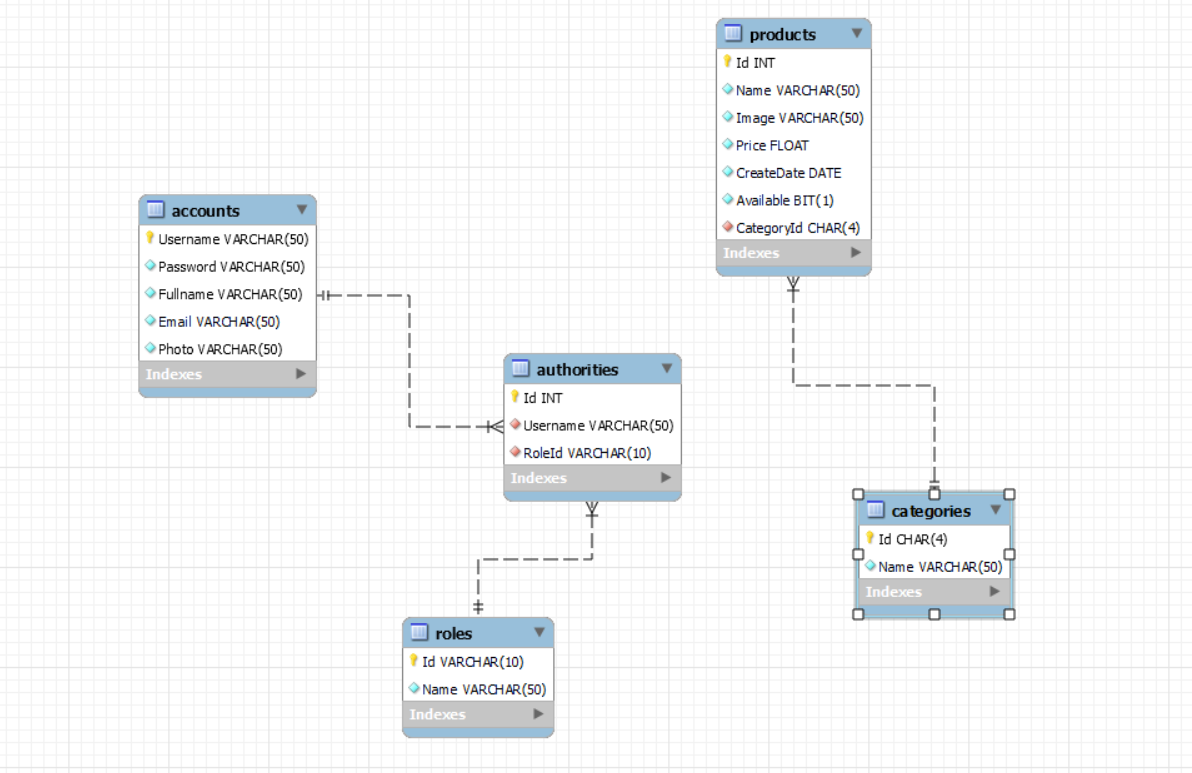 products
Id INT
Name VARCHAR(50)
Image VARCHAR(50)
Price FLOAT
CreateDate DATE
Available BIT(1)
CategoryId CHAR(4)
Indexes
accounts
Username VARCHAR(50)
Password VARCHAR(50)
Fullname VARCHAR(50)
Email VARCHAR(50)
Photo VARCHAR(50)
Indexes
authorities
Id INT
Username VARCHAR(50)
RoleId VARCHAR(10)
Indexes
categories
Id CHAR(4)
Name VARCHAR(50)
Indexes
roles
Id VARCHAR(10)
Name VARCHAR(50)
Indexes